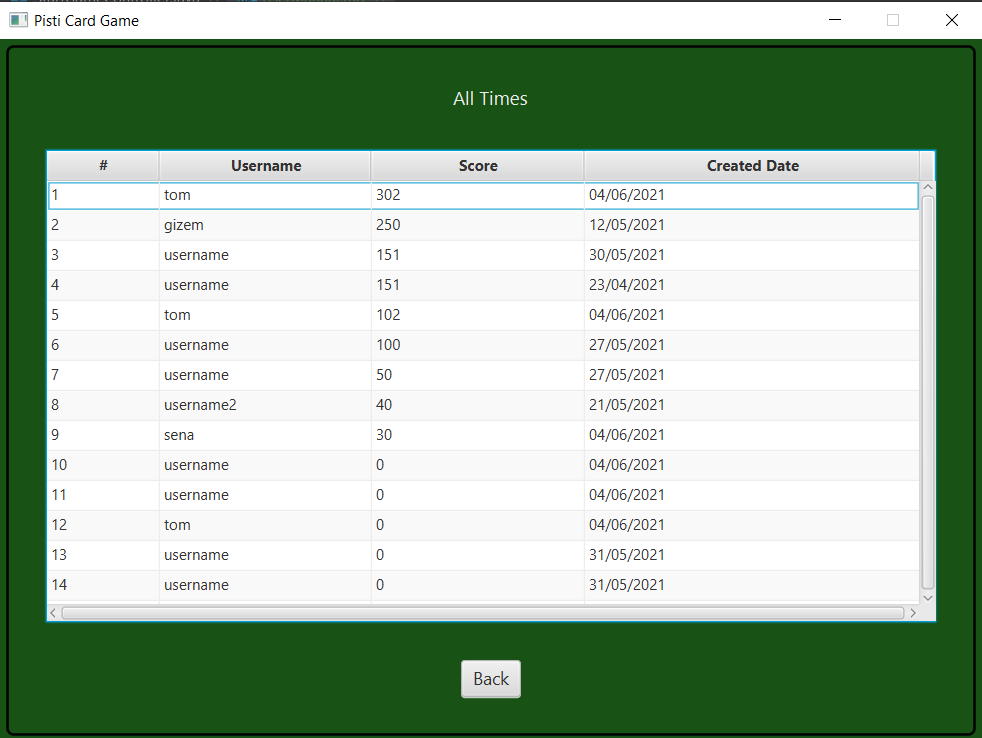 Pisti Card Game
All Times
# Username Score Created Date
1 tom 302 04/06/2021
2 gizem 250 12/05/2021
3 username 151 30/05/2021
4 username 151 23/04/2021
5 tom 102 04/06/2021
6 username 100 27/05/2021
7 username 50 27/05/2021
8 username2 40 21/05/2021
9 sena 30 04/06/2021
10 username 0 04/06/2021
11 username 0 04/06/2021
12 tom 0 04/06/2021
13 username 0 31/05/2021
14 username 0 31/05/2021
Back